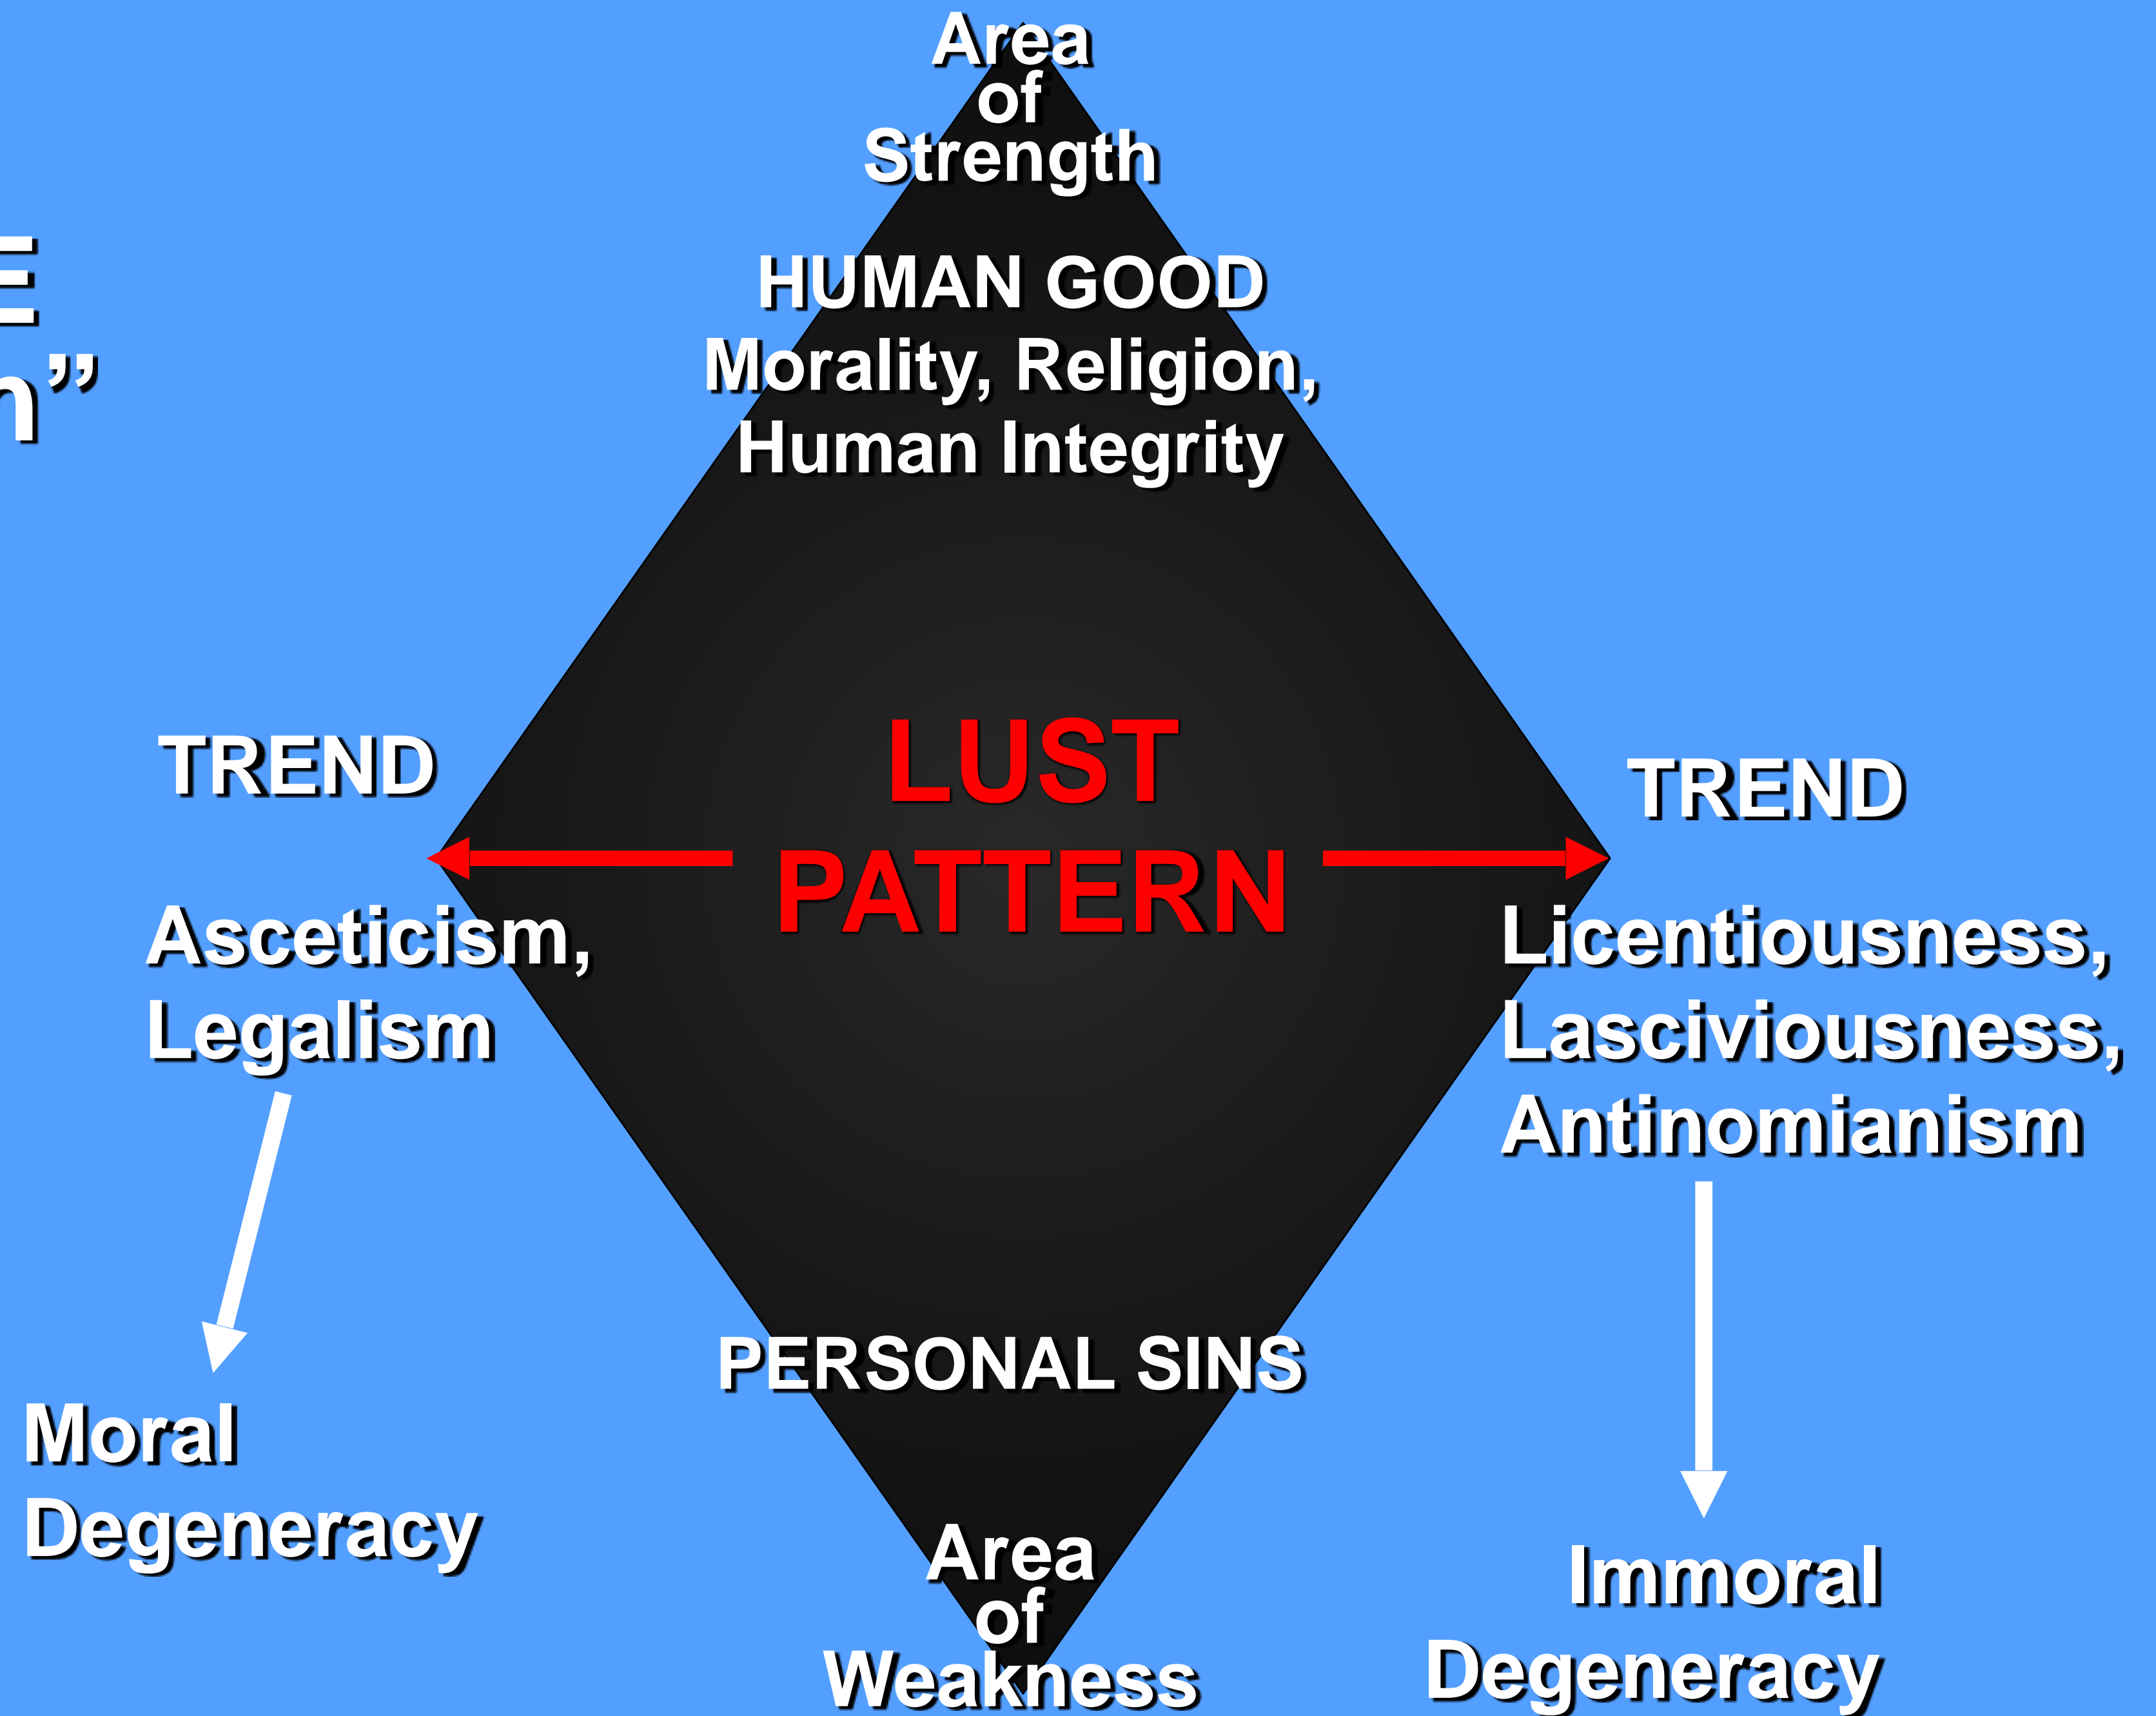 Area
of
Strength
E
n”
HUMAN GOOD
Morality, Religion,
Human Integrity
LUST
PATTERN
TREND
Asceticism,
Legalism
Moral
Degeneracy
TREND
Licentiousness,
Lasciviousness,
Antinomianism
Immoral
Degeneracy
PERSONAL SINS
Area
of
Weakness